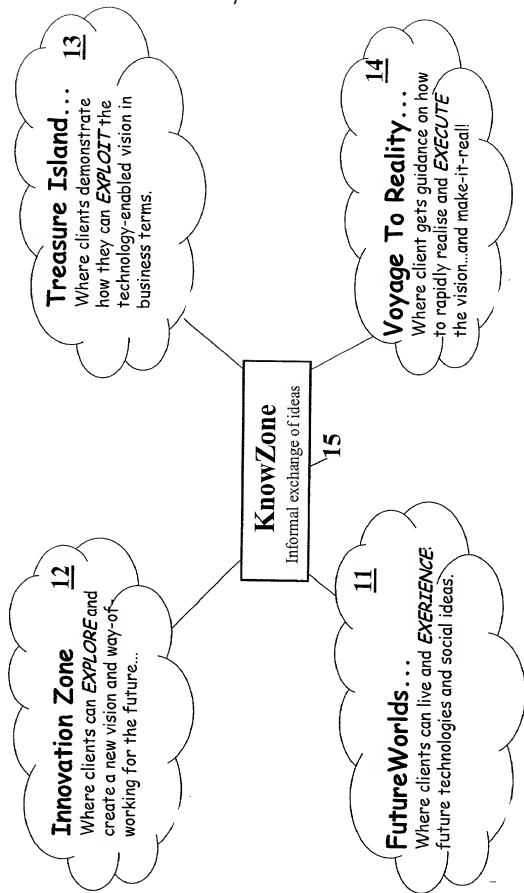 Innovation Zone 12
Where clients can EXPLORE and
create a new vision and way-of-
working for the future...
Treasure Island... 13
Where clients demonstrate
how they can EXPLOIT the
technology-enabled vision in
business terms.
KnowZone
Informal exchange of ideas
15
FutureWorlds... 11
Where clients can live and EXERIENCE
future technologies and social ideas.
Voyage To Reality... 14
Where client gets guidance on how
to rapidly realise and EXECUTE
the vision...and make-it-real!